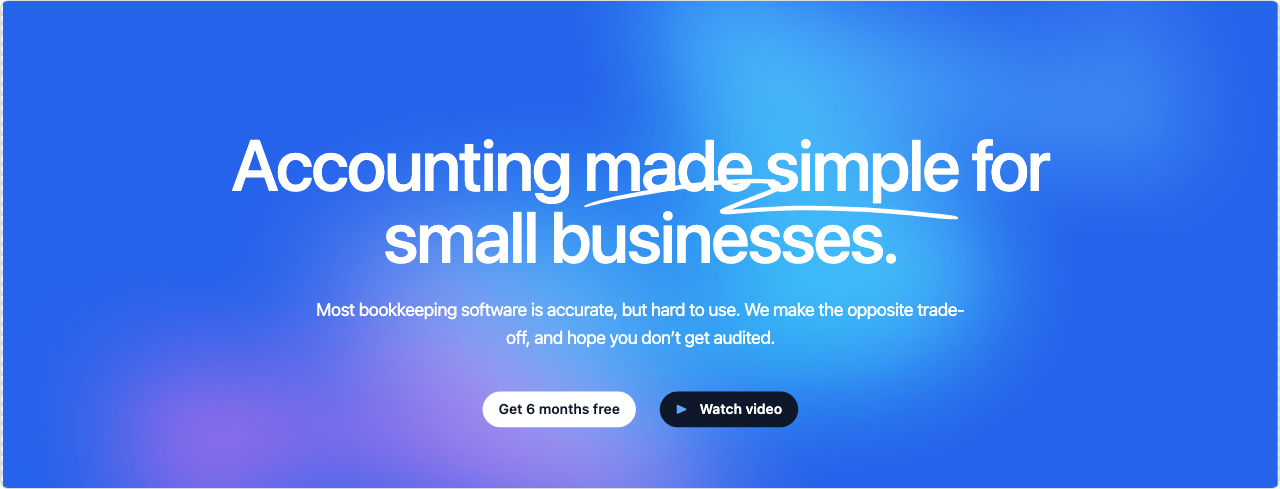 Accounting made simple for
small businesses.
Most bookkeeping software is accurate, but hard to use. We make the opposite trade-
off, and hope you don’t get audited.
Get 6 months free
Watch video